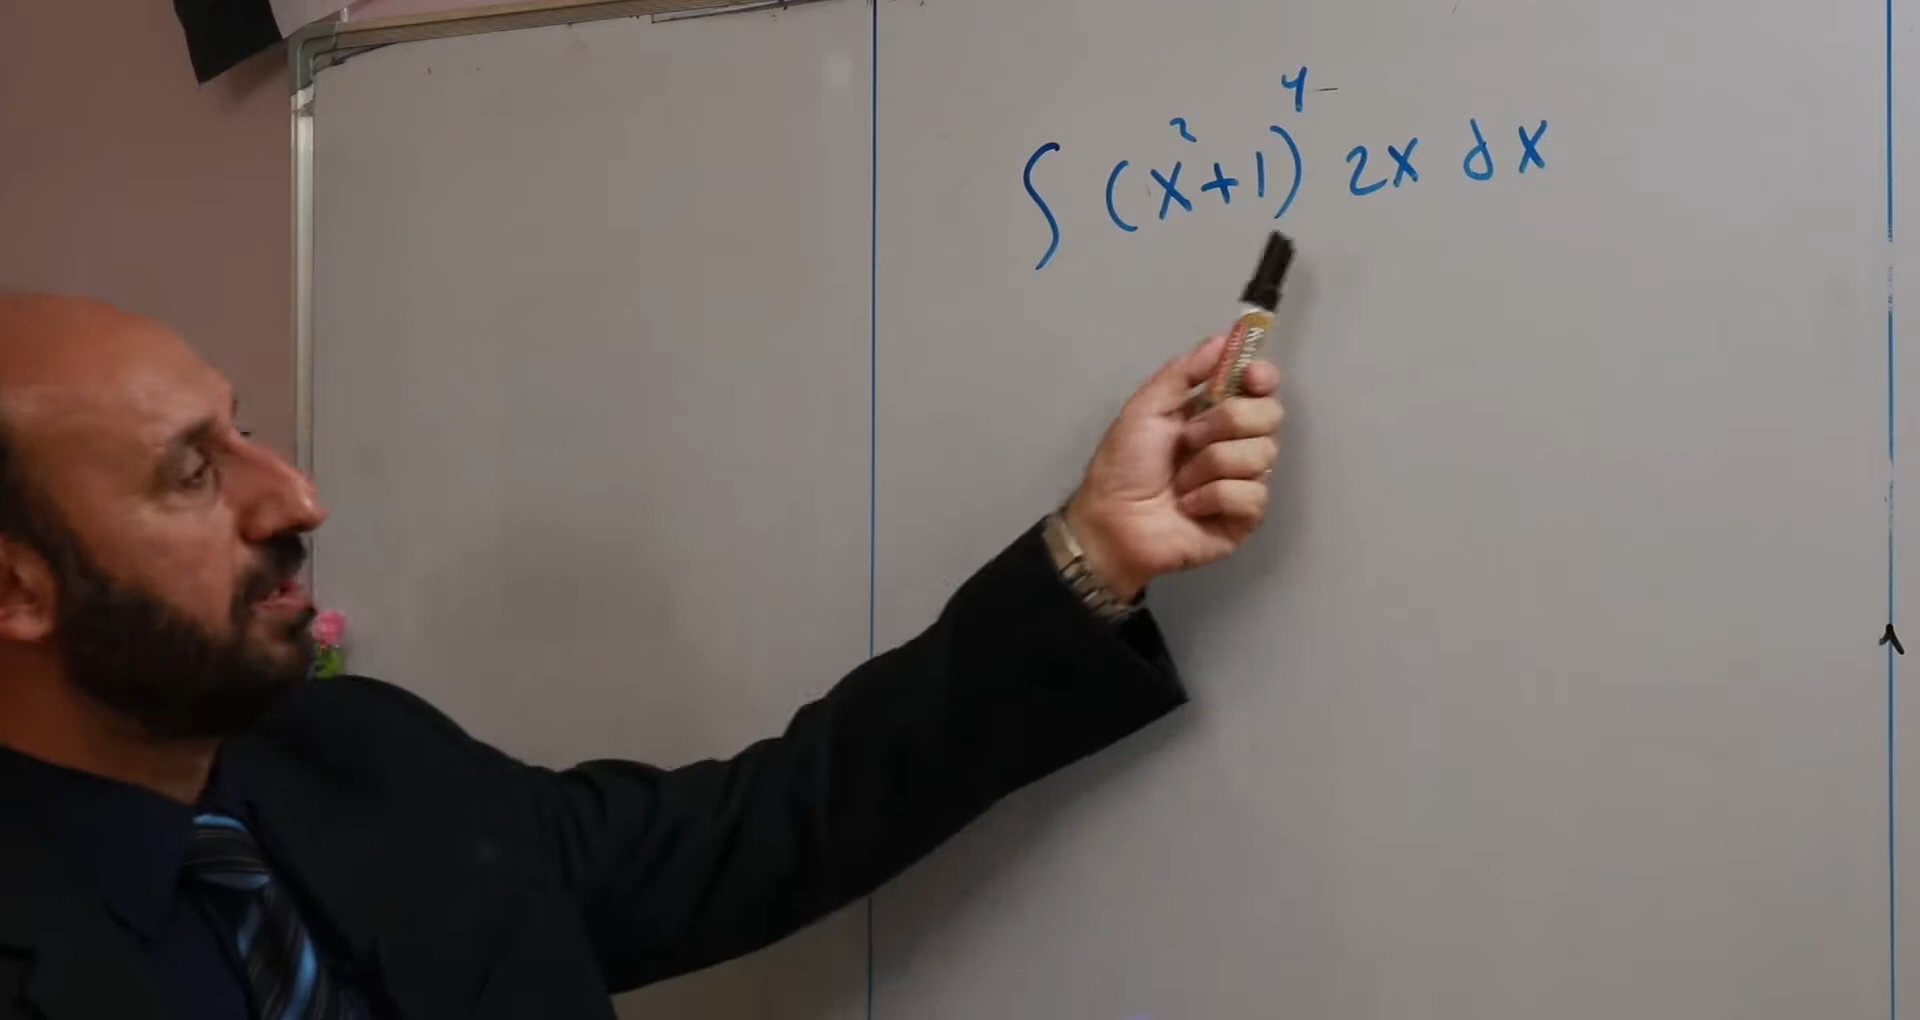 ∫ (x²+1)⁴ 2x dx